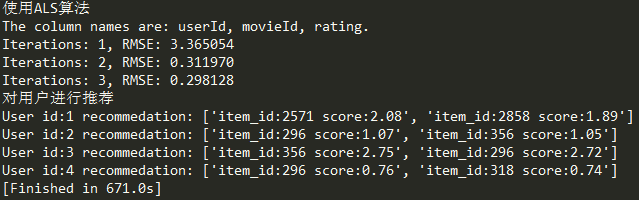 使用ALS算法
The column names are: userId, movieId, rating.
Iterations: 1, RMSE: 3.365054
Iterations: 2, RMSE: 0.311970
Iterations: 3, RMSE: 0.298128
对用户进行推荐
User id:1 recommedation: ['item_id:2571 score:2.08', 'item_id:2858 score:1.89']
User id:2 recommedation: ['item_id:296 score:1.07', 'item_id:356 score:1.05']
User id:3 recommedation: ['item_id:356 score:2.75', 'item_id:296 score:2.72']
User id:4 recommedation: ['item_id:296 score:0.76', 'item_id:318 score:0.74']
[Finished in 671.0s]